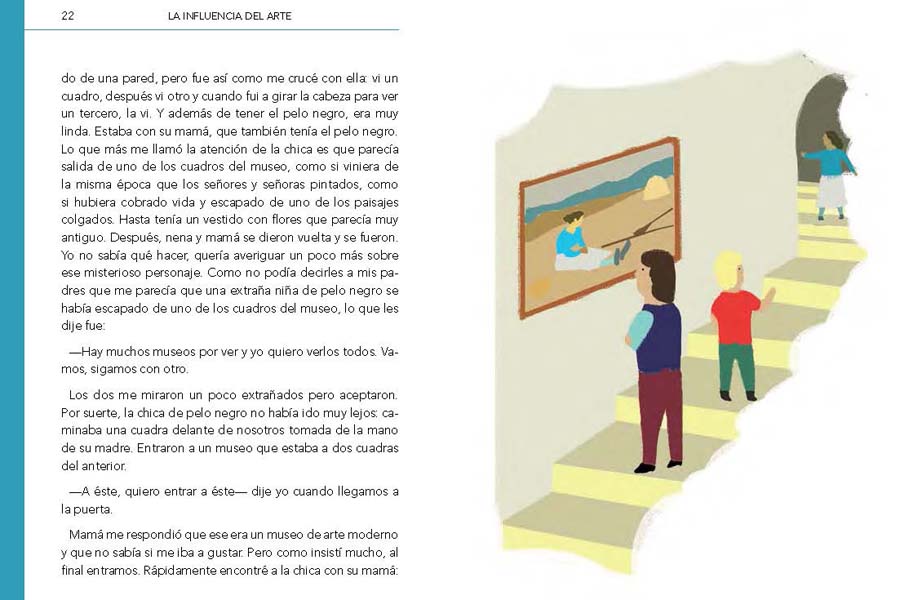 22
LA INFLUENCIA DEL ARTE
do de una pared, pero fue así como me crucé con ella: vi un
cuadro, después vi otro y cuando fui a girar la cabeza para ver
un tercero, la vi. Y además de tener el pelo negro, era muy
linda. Estaba con su mamá, que también tenía el pelo negro.
Lo que más me llamó la atención de la chica es que parecía
salida de uno de los cuadros del museo, como si viniera de
la misma época que los señores y señoras pintados, como
si hubiera cobrado vida y escapado de uno de los paisajes
colgados. Hasta tenía un vestido con flores que parecía muy
antiguo. Después, nena y mamá se dieron vuelta y se fueron.
Yo no sabía qué hacer, quería averiguar un poco más sobre
ese misterioso personaje. Como no podía decirles a mis pa-
dres que me parecía que una extraña niña de pelo negro se
había escapado de uno de los cuadros del museo, lo que les
dije fue:
—Hay muchos museos por ver y yo quiero verlos todos. Va-
mos, sigamos con otro.
Los dos me miraron un poco extrañados pero aceptaron.
Por suerte, la chica de pelo negro no había ido muy lejos: ca-
minaba una cuadra delante de nosotros tomada de la mano
de su madre. Entraron a un museo que estaba a dos cuadras
del anterior.
—A éste, quiero entrar a éste— dije yo cuando llegamos a
la puerta.
Mamá me respondió que ese era un museo de arte moderno
y que no sabía si me iba a gustar. Pero como insistí mucho, al
final entramos. Rápidamente encontré a la chica con su mamá: